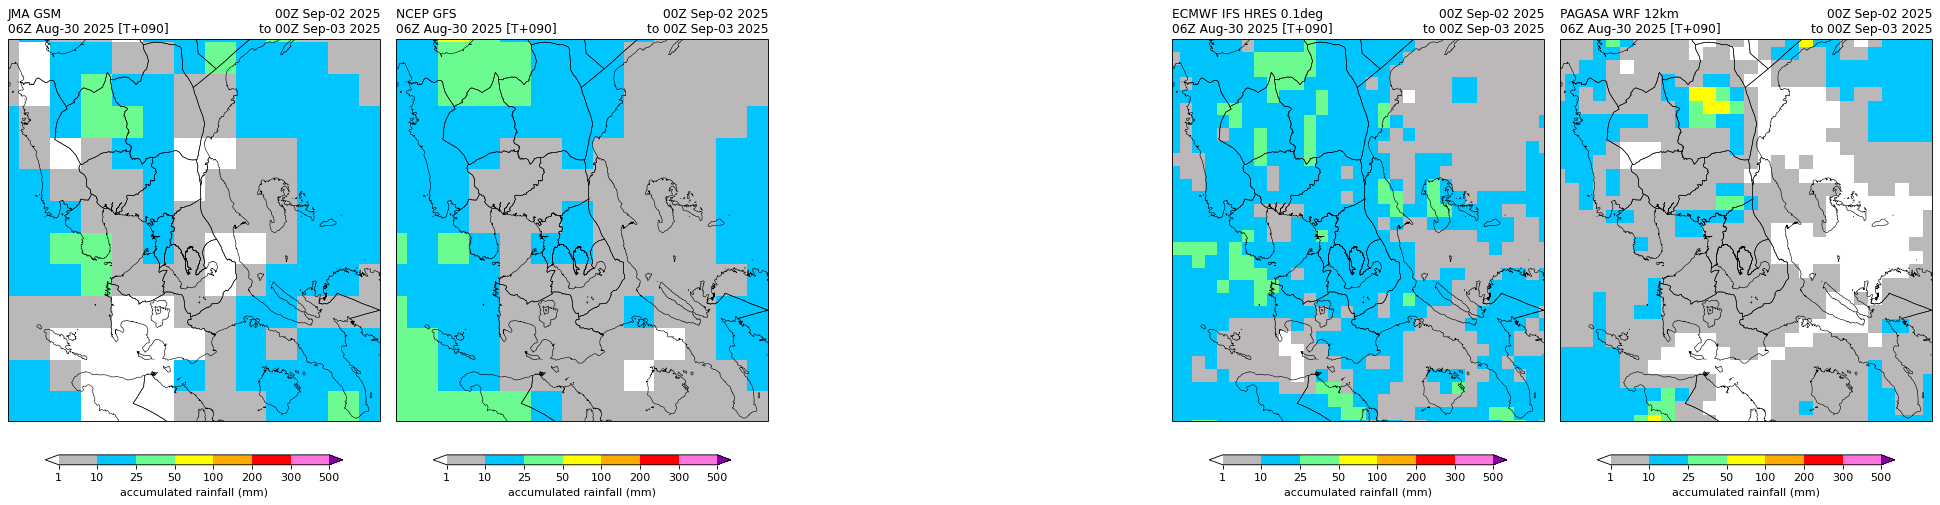 JMA GSM 00Z Sep-02 2025
06Z Aug-30 2025 [T+090] to 00Z Sep-03 2025
1 10 25 50 100 200 300 500
accumulated rainfall (mm)
NCEP GFS 00Z Sep-02 2025
06Z Aug-30 2025 [T+090] to 00Z Sep-03 2025
1 10 25 50 100 200 300 500
accumulated rainfall (mm)
ECMWF IFS HRES 0.1deg 00Z Sep-02 2025
06Z Aug-30 2025 [T+090] to 00Z Sep-03 2025
1 10 25 50 100 200 300 500
accumulated rainfall (mm)
PAGASA WRF 12km 00Z Sep-02 2025
06Z Aug-30 2025 [T+090] to 00Z Sep-03 2025
1 10 25 50 100 200 300 500
accumulated rainfall (mm)